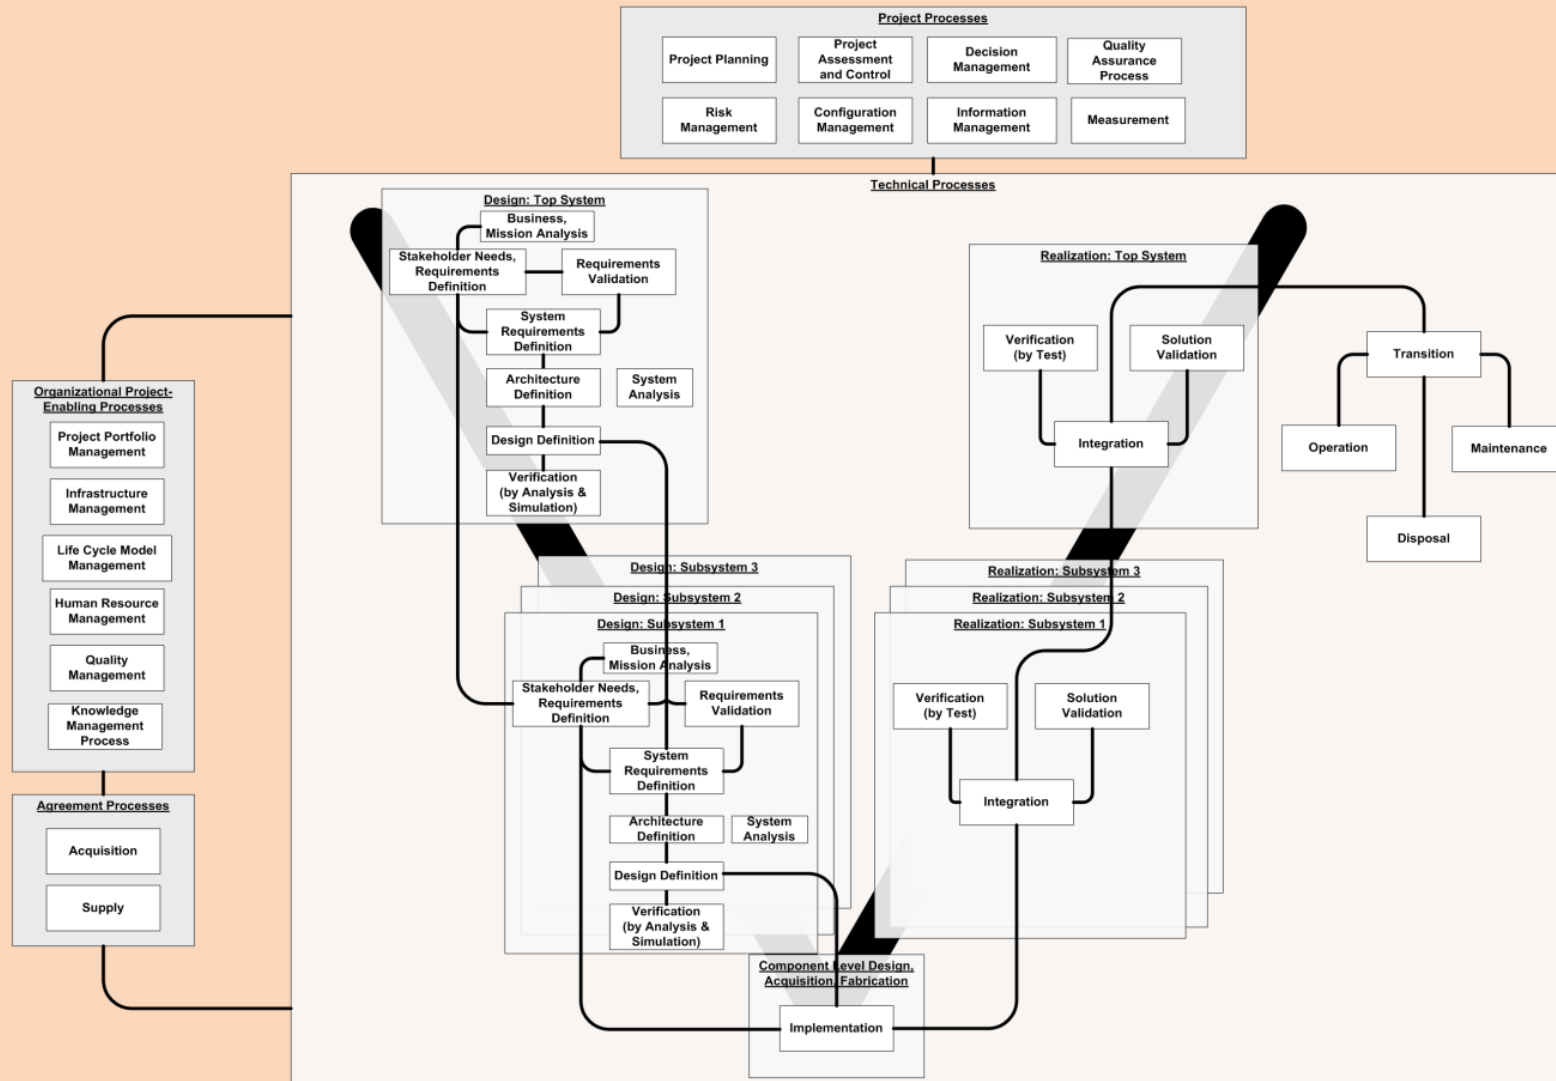 Project Processes
Project Planning
Project
Assessment
and Control
Decision
Management
Quality
Assurance
Process
Risk
Management
Configuration
Management
Information
Management
Measurement
Technical Processes
Design: Top System
Business,
Mission Analysis
Stakeholder Needs,
Requirements
Definition
Requirements
Validation
System
Requirements
Definition
Architecture
Definition
System
Analysis
Design Definition
Verification
(by Analysis &
Simulation)
Realization: Top System
Verification
(by Test)
Solution
Validation
Integration
Transition
Operation
Maintenance
Disposal
Organizational Project-
Enabling Processes
Project Portfolio
Management
Infrastructure
Management
Life Cycle Model
Management
Human Resource
Management
Quality
Management
Knowledge
Management
Process
Agreement Processes
Acquisition
Supply
Design: Subsystem 3
Design: Subsystem 2
Design: Subsystem 1
Business,
Mission Analysis
Stakeholder Needs,
Requirements
Definition
Requirements
Validation
System
Requirements
Definition
Architecture
Definition
System
Analysis
Design Definition
Verification
(by Analysis &
Simulation)
Realization: Subsystem 3
Realization: Subsystem 2
Realization: Subsystem 1
Verification
(by Test)
Solution
Validation
Integration
Component Level Design,
Acquisition, Fabrication
Implementation